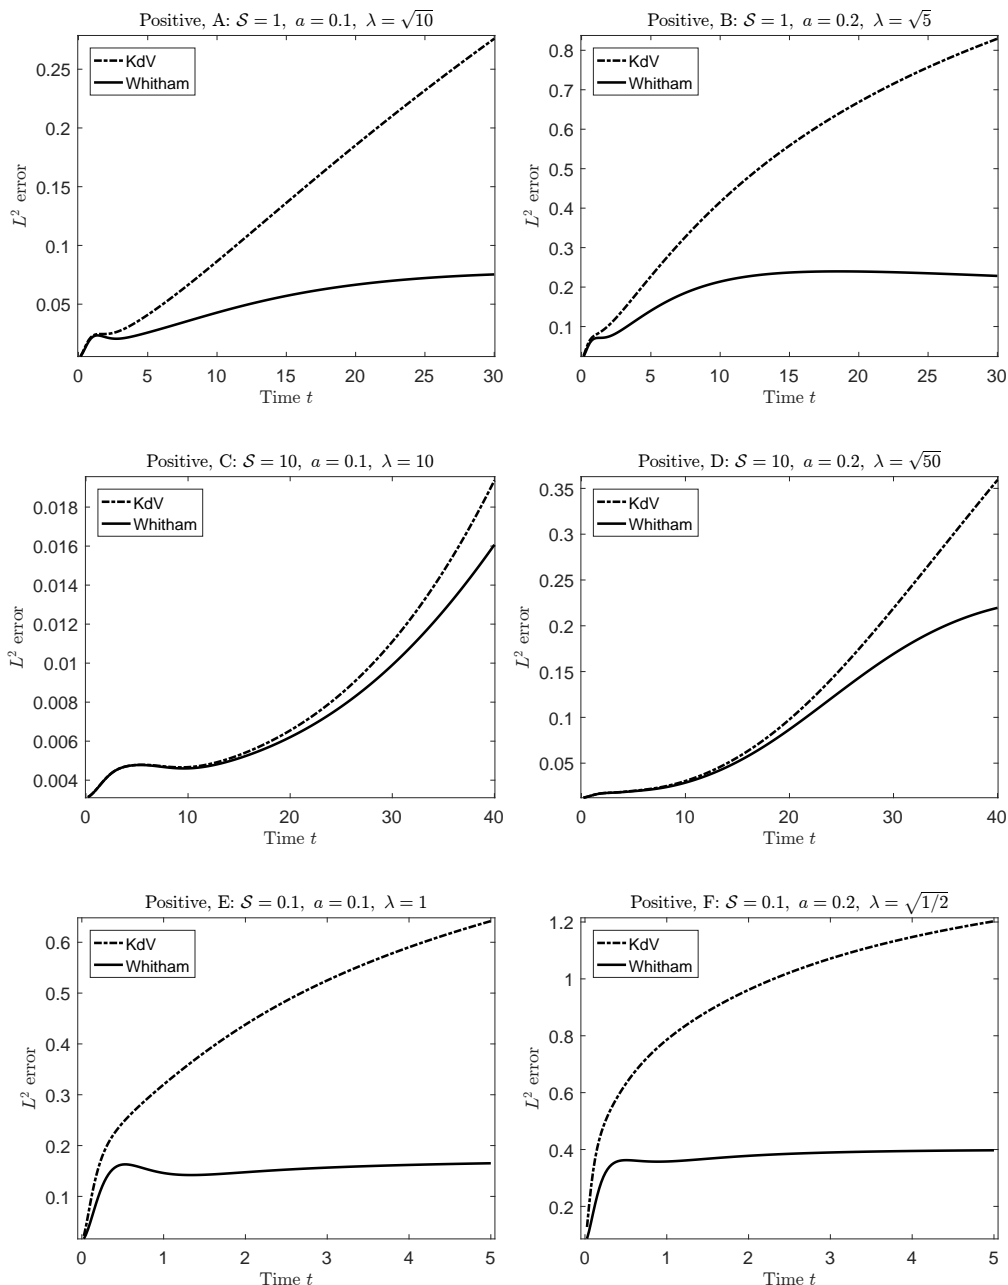 Positive, A: 𝒮 = 1, a = 0.1, λ = √10
KdV
Whitham
0.25
0.2
0.15
0.1
0.05
L² error
0 5 10 15 20 25 30
Time t
Positive, B: 𝒮 = 1, a = 0.2, λ = √5
KdV
Whitham
0.8
0.7
0.6
0.5
0.4
0.3
0.2
0.1
L² error
0 5 10 15 20 25 30
Time t
Positive, C: 𝒮 = 10, a = 0.1, λ = 10
KdV
Whitham
0.018
0.016
0.014
0.012
0.01
0.008
0.006
0.004
L² error
0 10 20 30 40
Time t
Positive, D: 𝒮 = 10, a = 0.2, λ = √50
KdV
Whitham
0.35
0.3
0.25
0.2
0.15
0.1
0.05
L² error
0 10 20 30 40
Time t
Positive, E: 𝒮 = 0.1, a = 0.1, λ = 1
KdV
Whitham
0.6
0.5
0.4
0.3
0.2
0.1
L² error
0 1 2 3 4 5
Time t
Positive, F: 𝒮 = 0.1, a = 0.2, λ = √1/2
KdV
Whitham
1.2
1
0.8
0.6
0.4
0.2
L² error
0 1 2 3 4 5
Time t